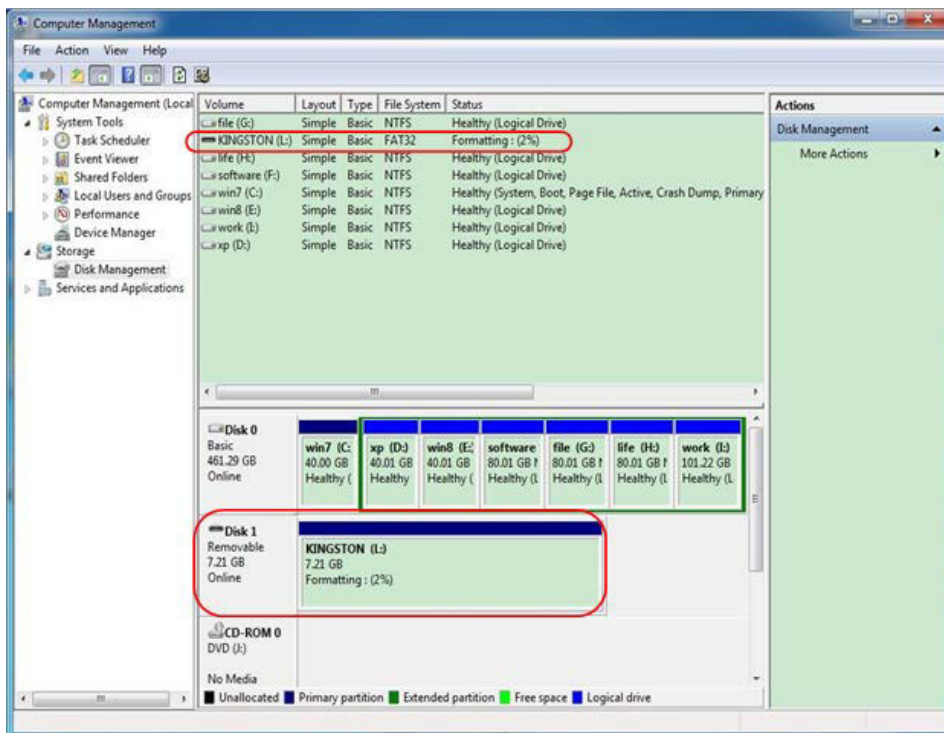 Computer Management
File Action View Help
Computer Management (Local
System Tools
Task Scheduler
Event Viewer
Shared Folders
Local Users and Groups
Performance
Device Manager
Storage
Disk Management
Services and Applications
Volume Layout Type File System Status
file (G:) Simple Basic NTFS Healthy (Logical Drive)
KINGSTON (L:) Simple Basic FAT32 Formatting : (2%)
life (H:) Simple Basic NTFS Healthy (Logical Drive)
software (F:) Simple Basic NTFS Healthy (Logical Drive)
win7 (C:) Simple Basic NTFS Healthy (System, Boot, Page File, Active, Crash Dump, Primary
win8 (E:) Simple Basic NTFS Healthy (Logical Drive)
work (I:) Simple Basic NTFS Healthy (Logical Drive)
xp (D:) Simple Basic NTFS Healthy (Logical Drive)
Actions
Disk Management
More Actions
Disk 0
Basic
461.29 GB
Online
win7 (C: xp (D:) win8 (E: software file (G:) life (H:) work (I:)
40.00 GB 40.01 GB 40.01 GB 80.01 GB N 80.01 GB N 80.01 GB N 101.22 GB
Healthy ( Healthy Healthy ( Healthy (L Healthy (L Healthy (L Healthy (L
Disk 1
Removable
7.21 GB
Online
KINGSTON (L:)
7.21 GB
Formatting : (2%)
CD-ROM 0
DVD (J:)
No Media
Unallocated Primary partition Extended partition Free space Logical drive